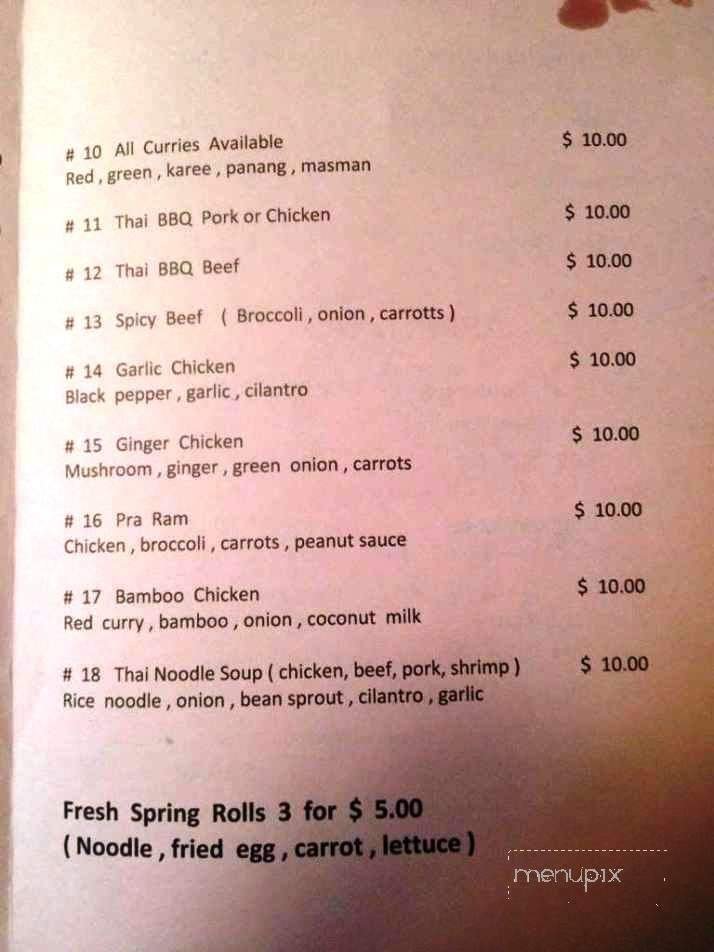 # 10 All Curries Available $ 10.00
Red , green , karee , panang , masman
# 11 Thai BBQ Pork or Chicken $ 10.00
# 12 Thai BBQ Beef $ 10.00
# 13 Spicy Beef ( Broccoli , onion , carrotts ) $ 10.00
# 14 Garlic Chicken $ 10.00
Black pepper , garlic , cilantro
# 15 Ginger Chicken $ 10.00
Mushroom , ginger , green onion , carrots
# 16 Pra Ram $ 10.00
Chicken , broccoli , carrots , peanut sauce
# 17 Bamboo Chicken $ 10.00
Red curry , bamboo , onion , coconut milk
# 18 Thai Noodle Soup ( chicken, beef, pork, shrimp ) $ 10.00
Rice noodle , onion , bean sprout , cilantro , garlic
Fresh Spring Rolls 3 for $ 5.00
( Noodle , fried egg , carrot , lettuce )
menupix